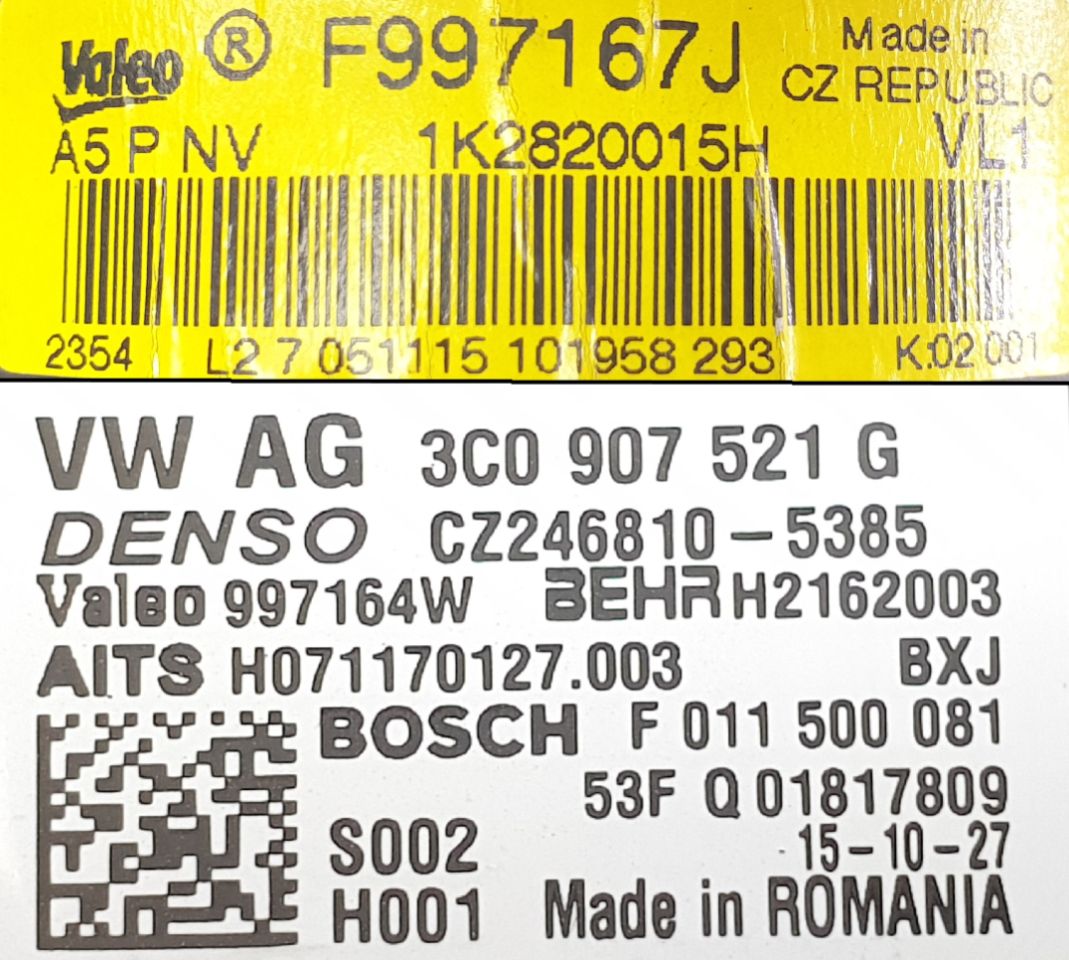 Valeo ® F997167J Made in
CZ REPUBLIC
A5 P NV 1K2820015H VL1
2354 L2 7 051115 101958 293 K:02 001
VW AG 3C0 907 521 G
DENSO CZ246810-5385
Valeo 997164W BEHR H2162003
AITS H071170127.003 BXJ
BOSCH F 011 500 081
53F Q 01817809
S002 15-10-27
H001 Made in ROMANIA